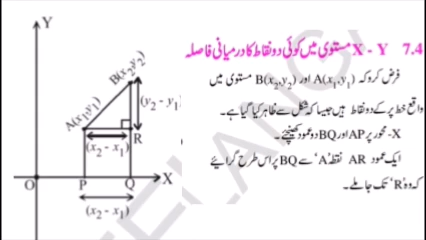 7.4 X - Y مستوی میں کوئی دو نقاط کا درمیانی فاصلہ
فرض کرو کہ A(x₁,y₁) اور B(x₂,y₂) مستوی میں
واقع خط پر کے دو نقاط ہیں جیسا کہ شکل سے ظاہر کیا گیا ہے۔
X- محور پر AP اور BQ دو عمود کھینچئے۔
ایک عمود AR نقطہ ’A‘ سے BQ پر اس طرح گرائیے
کہ وہ ’R‘ تک جا ملے۔
Y
B(x₂,y₂)
A(x₁,y₁)
(y₂ – y₁)
R
(x₂ – x₁)
O
P
Q
X
(x₂ – x₁)
TELANGA